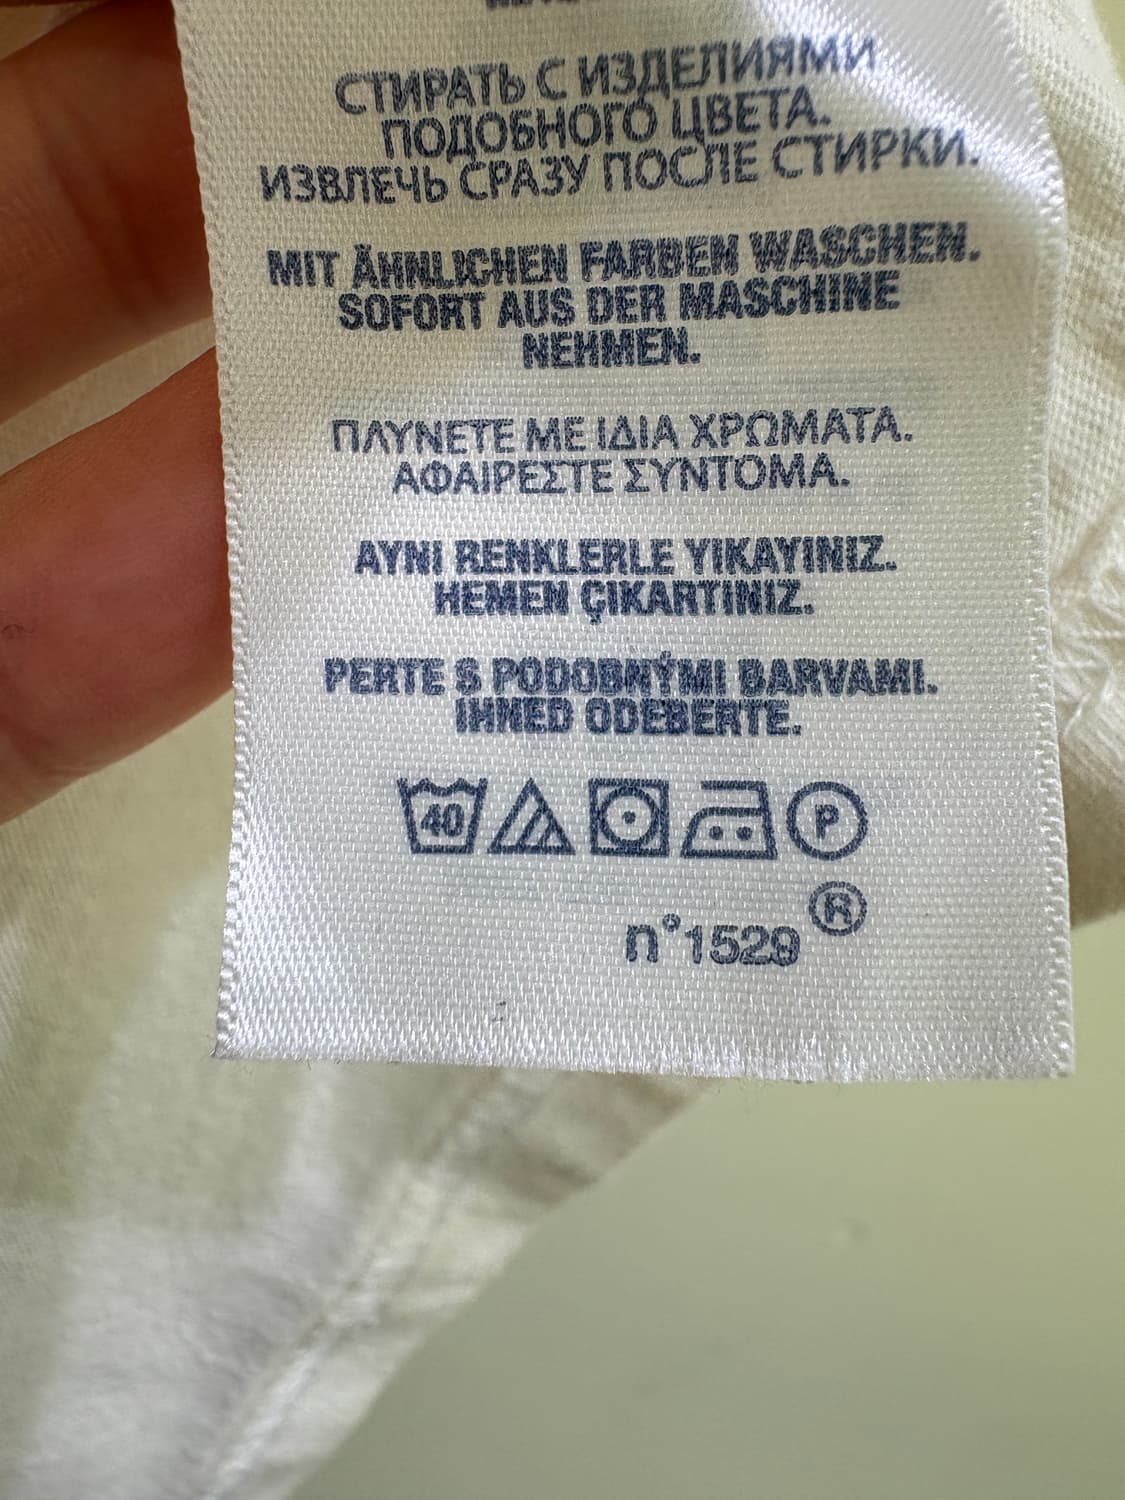 СТИРАТЬ С ИЗДЕЛИЯМИ
ПОДОБНОГО ЦВЕТА.
ИЗВЛЕЧЬ СРАЗУ ПОСЛЕ СТИРКИ.
MIT ÄHNLICHEN FARBEN WASCHEN.
SOFORT AUS DER MASCHINE
NEHMEN.
ΠΛΥΝΕΤΕ ΜΕ ΙΔΙΑ ΧΡΩΜΑΤΑ.
ΑΦΑΙΡΕΣΤΕ ΣΥΝΤΟΜΑ.
AYNI RENKLERLE YIKAYINIZ.
HEMEN ÇIKARTINIZ.
PERTE S PODOBNÝMI BARVAMI.
IHNED ODEBERTE.
40 P
®
n°1529